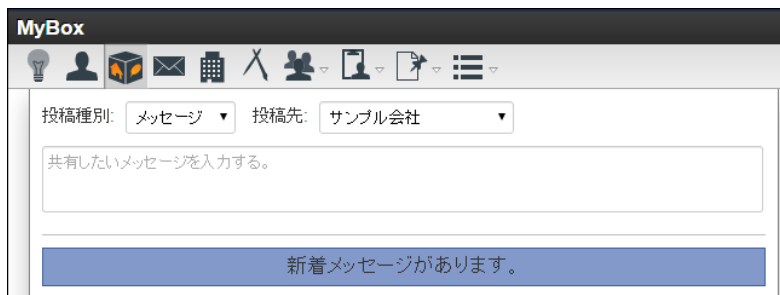 MyBox
投稿種別: メッセージ 投稿先: サンプル会社
共有したいメッセージを入力する。
新着メッセージがあります。